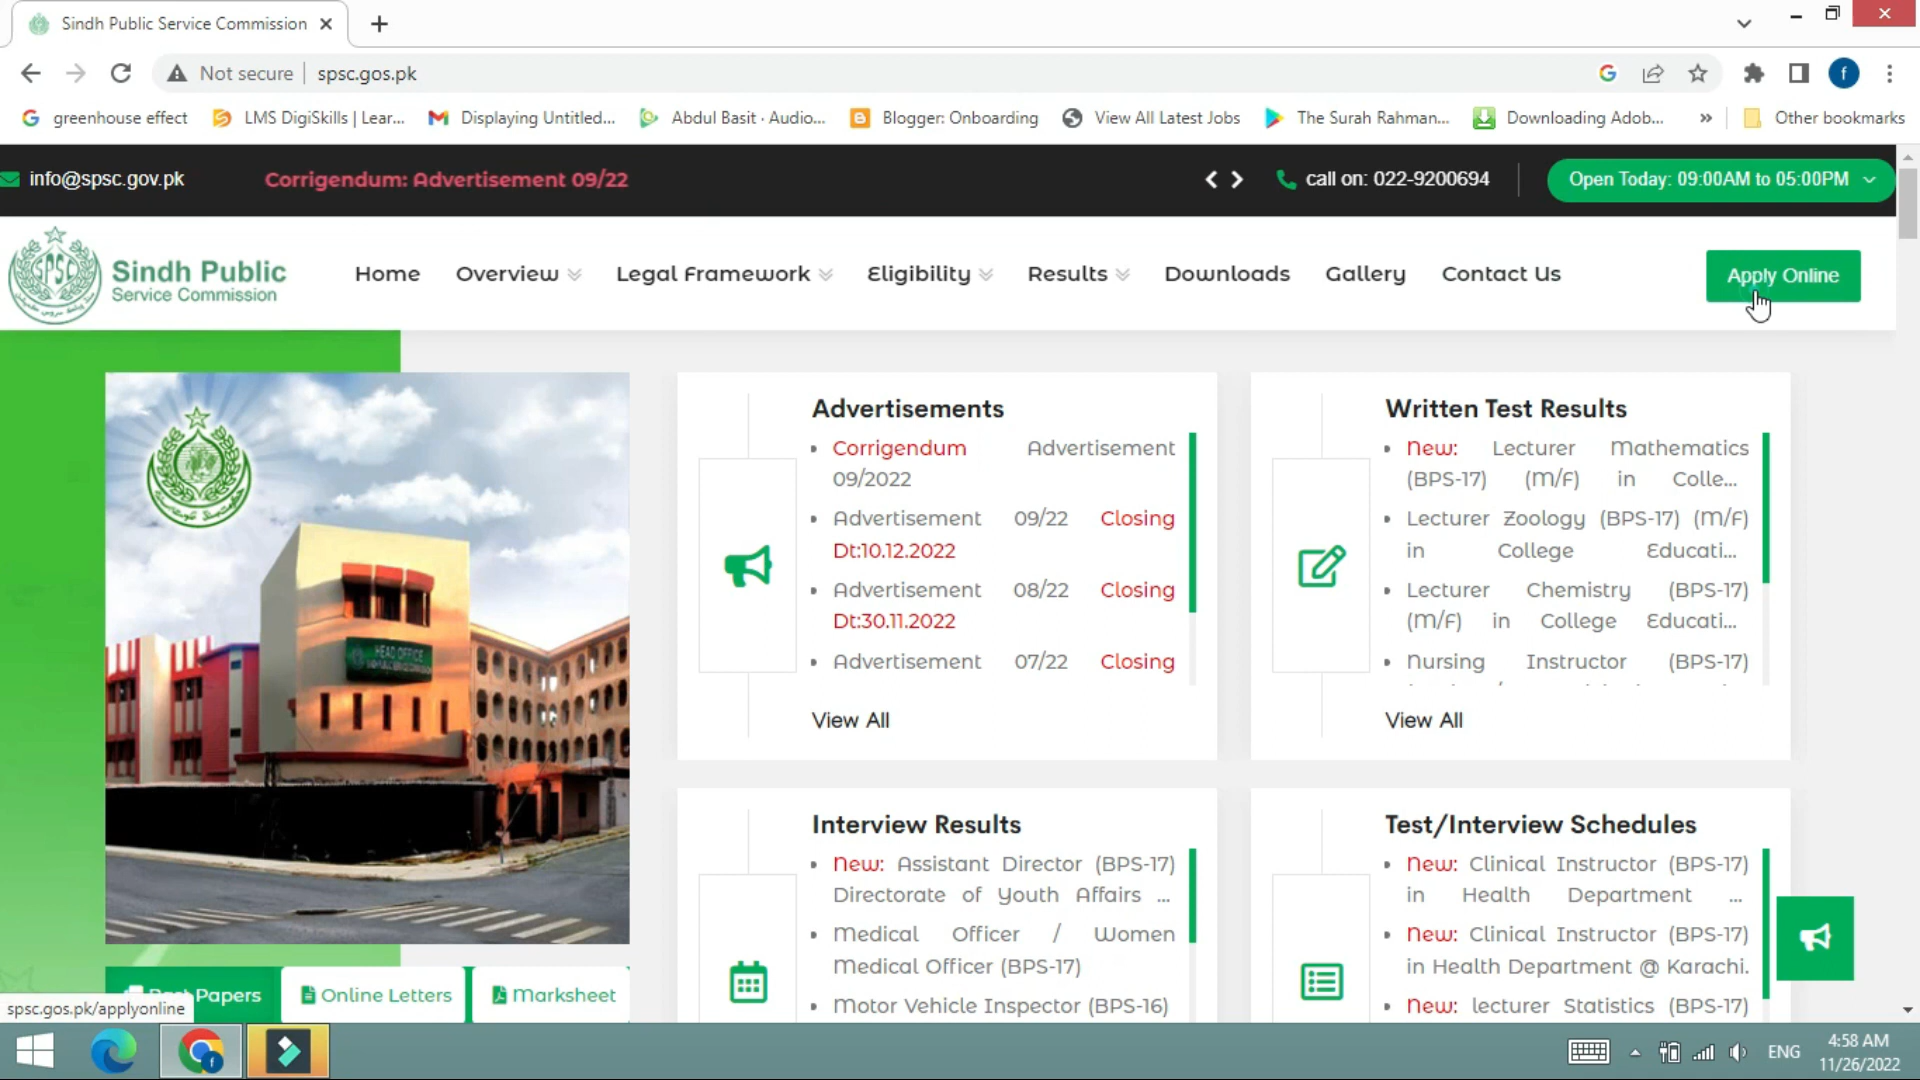 Sindh Public Service Commission
Not secure
spsc.gos.pk
f
greenhouse effect
LMS DigiSkills | Lear...
Displaying Untitled...
Abdul Basit · Audio...
Blogger: Onboarding
View All Latest Jobs
The Surah Rahman...
Downloading Adob...
Other bookmarks
info@spsc.gov.pk
Corrigendum: Advertisement 09/22
call on: 022-9200694
Open Today: 09:00AM to 05:00PM
SPSC
Sindh Public
Service Commission
Home
Overview
Legal Framework
Eligibility
Results
Downloads
Gallery
Contact Us
Apply Online
HEAD OFFICE
Advertisements
Corrigendum Advertisement
09/2022
Advertisement 09/22 Closing
Dt:10.12.2022
Advertisement 08/22 Closing
Dt:30.11.2022
Advertisement 07/22 Closing
View All
Written Test Results
New: Lecturer Mathematics
(BPS-17) (M/F) in Colle...
Lecturer Zoology (BPS-17) (M/F)
in College Educati...
Lecturer Chemistry (BPS-17)
(M/F) in College Educati...
Nursing Instructor (BPS-17)
View All
Interview Results
New: Assistant Director (BPS-17)
Directorate of Youth Affairs ...
Medical Officer / Women
Medical Officer (BPS-17)
Motor Vehicle Inspector (BPS-16)
Test/Interview Schedules
New: Clinical Instructor (BPS-17)
in Health Department ...
New: Clinical Instructor (BPS-17)
in Health Department @ Karachi.
New: lecturer Statistics (BPS-17)
Past Papers
Online Letters
Marksheet
spsc.gos.pk/applyonline
ENG
4:58 AM
11/26/2022